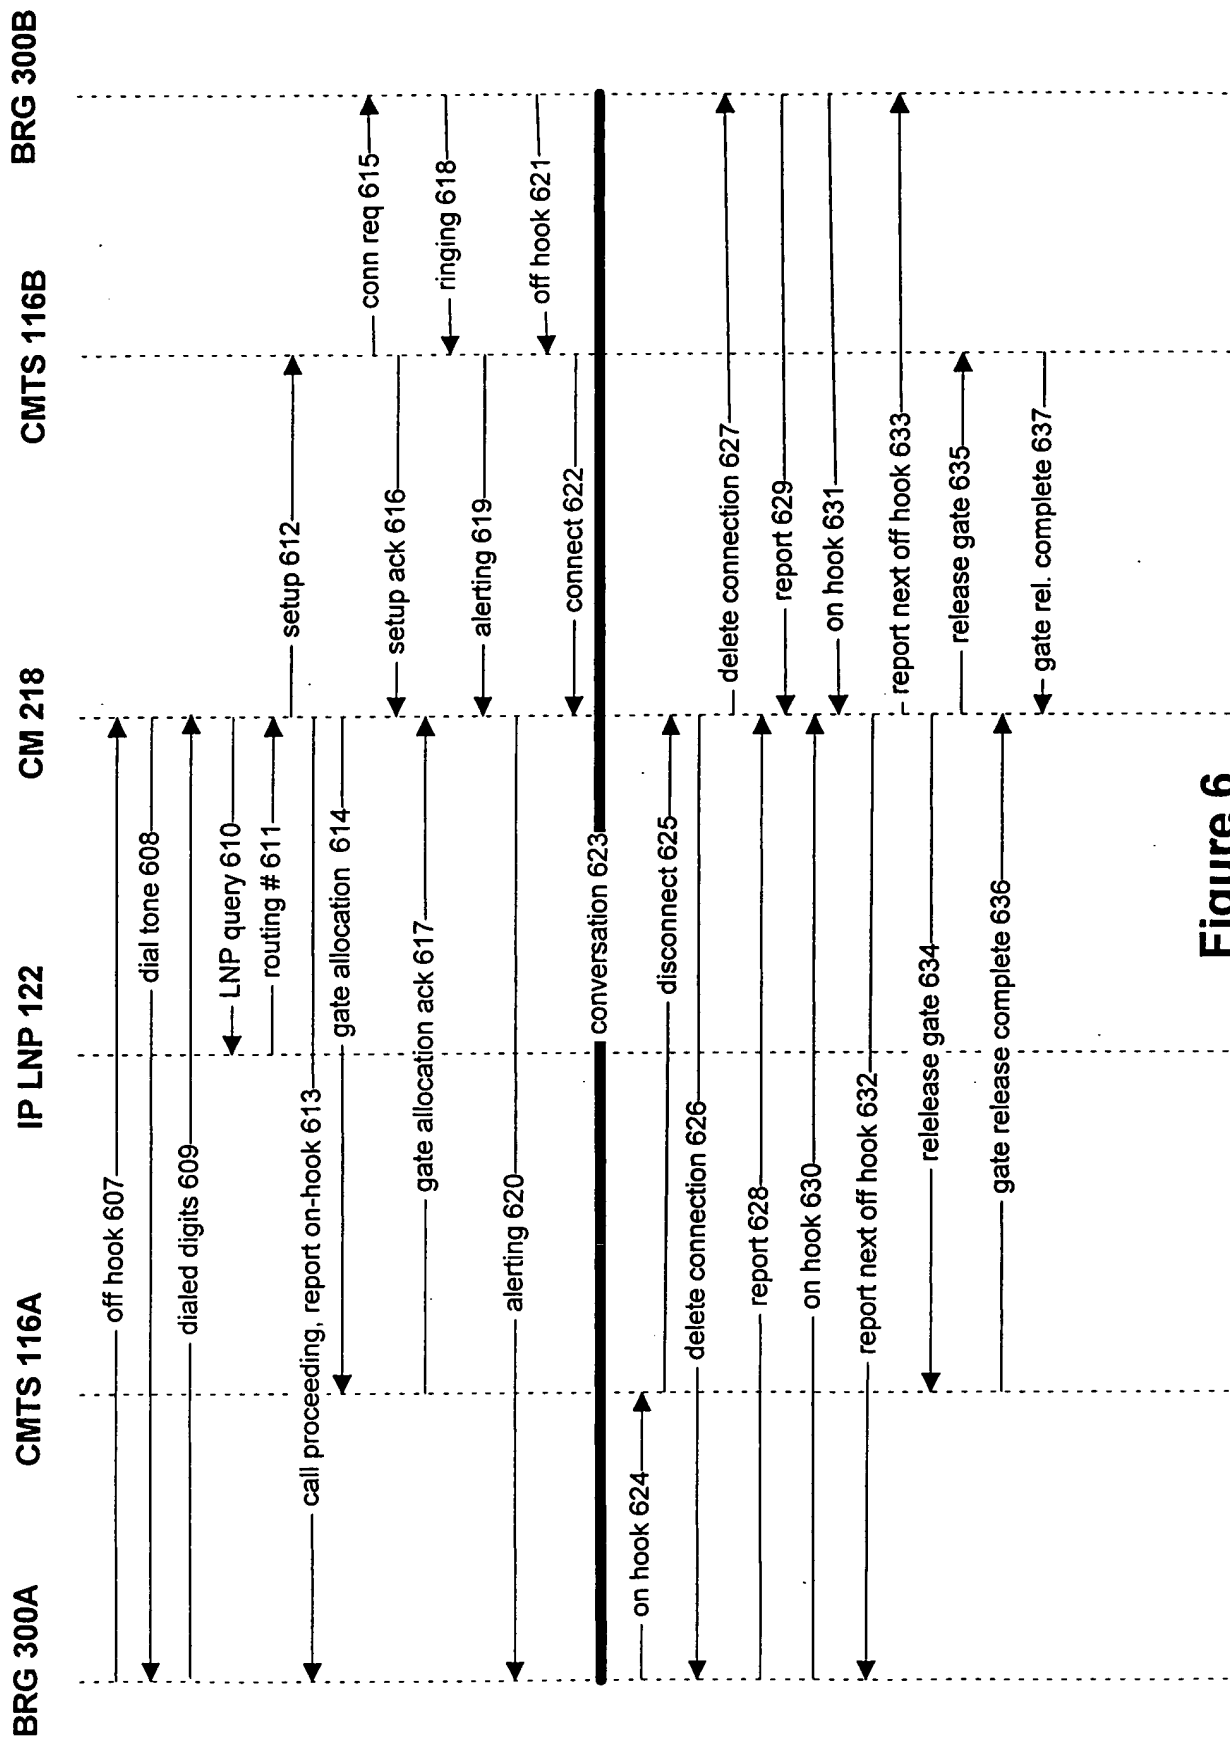 BRG 300A
CMTS 116A
IP LNP 122
CM 218
CMTS 116B
BRG 300B
off hook 607
dial tone 608
dialed digits 609
LNP query 610
routing # 611
setup 612
call proceeding, report on-hook 613
gate allocation 614
conn req 615
setup ack 616
gate allocation ack 617
ringing 618
alerting 619
alerting 620
off hook 621
connect 622
conversation 623
on hook 624
disconnect 625
delete connection 626
delete connection 627
report 628
report 629
on hook 630
on hook 631
report next off hook 632
report next off hook 633
relelase gate 634
release gate 635
gate release complete 636
gate rel. complete 637
Figure 6